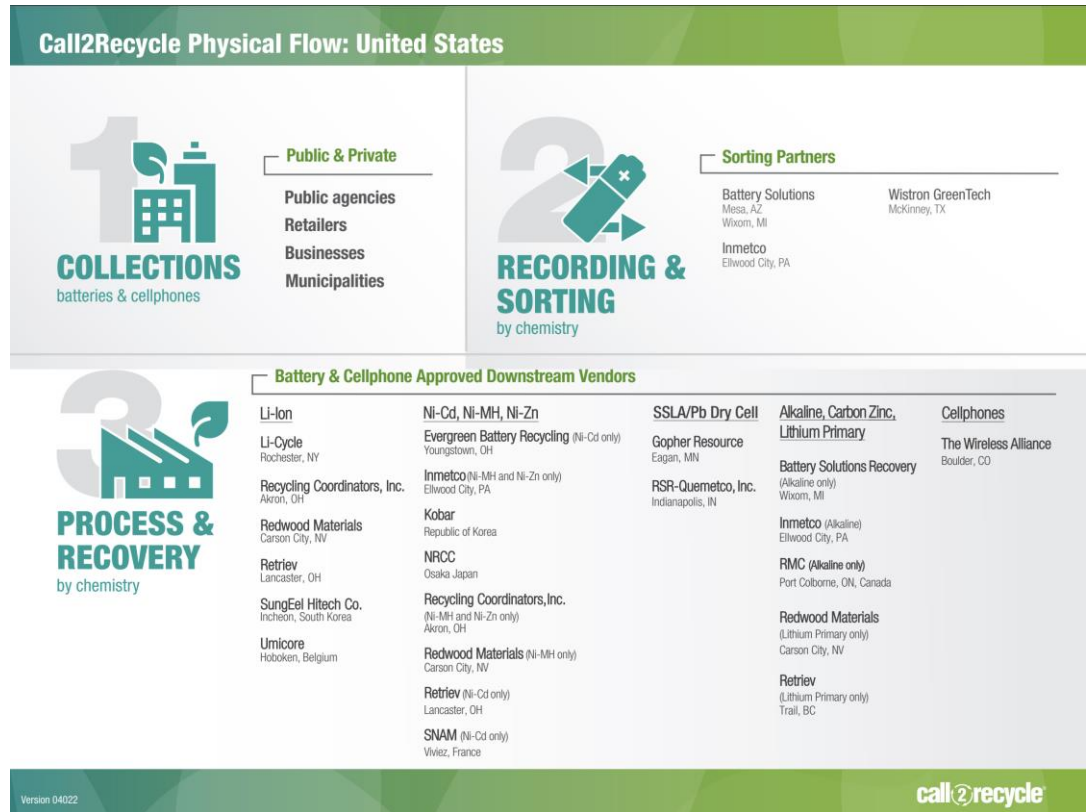 Call2Recycle Physical Flow: United States
1
COLLECTIONS
batteries & cellphones
Public & Private
Public agencies
Retailers
Businesses
Municipalities
2
RECORDING &
SORTING
by chemistry
Sorting Partners
Battery Solutions
Mesa, AZ
Wixom, MI
Inmetco
Ellwood City, PA
Wistron GreenTech
McKinney, TX
3
PROCESS &
RECOVERY
by chemistry
Battery & Cellphone Approved Downstream Vendors
Li-Ion
Li-Cycle
Rochester, NY
Recycling Coordinators, Inc.
Akron, OH
Redwood Materials
Carson City, NV
Retriev
Lancaster, OH
SungEel Hitech Co.
Incheon, South Korea
Umicore
Hoboken, Belgium
Ni-Cd, Ni-MH, Ni-Zn
Evergreen Battery Recycling (Ni-Cd only)
Youngstown, OH
Inmetco (Ni-MH and Ni-Zn only)
Ellwood City, PA
Kobar
Republic of Korea
NRCC
Osaka Japan
Recycling Coordinators,Inc.
(Ni-MH and Ni-Zn only)
Akron, OH
Redwood Materials (Ni-MH only)
Carson City, NV
Retriev (Ni-Cd only)
Lancaster, OH
SNAM (Ni-Cd only)
Viviez, France
SSLA/Pb Dry Cell
Gopher Resource
Eagan, MN
RSR-Quemetco, Inc.
Indianapolis, IN
Alkaline, Carbon Zinc,
Lithium Primary
Battery Solutions Recovery
(Alkaline only)
Wixom, MI
Inmetco (Alkaline)
Ellwood City, PA
RMC (Alkaline only)
Port Colborne, ON, Canada
Redwood Materials
(Lithium Primary only)
Carson City, NV
Retriev
(Lithium Primary only)
Trail, BC
Cellphones
The Wireless Alliance
Boulder, CO
Version 04022
call2recycle